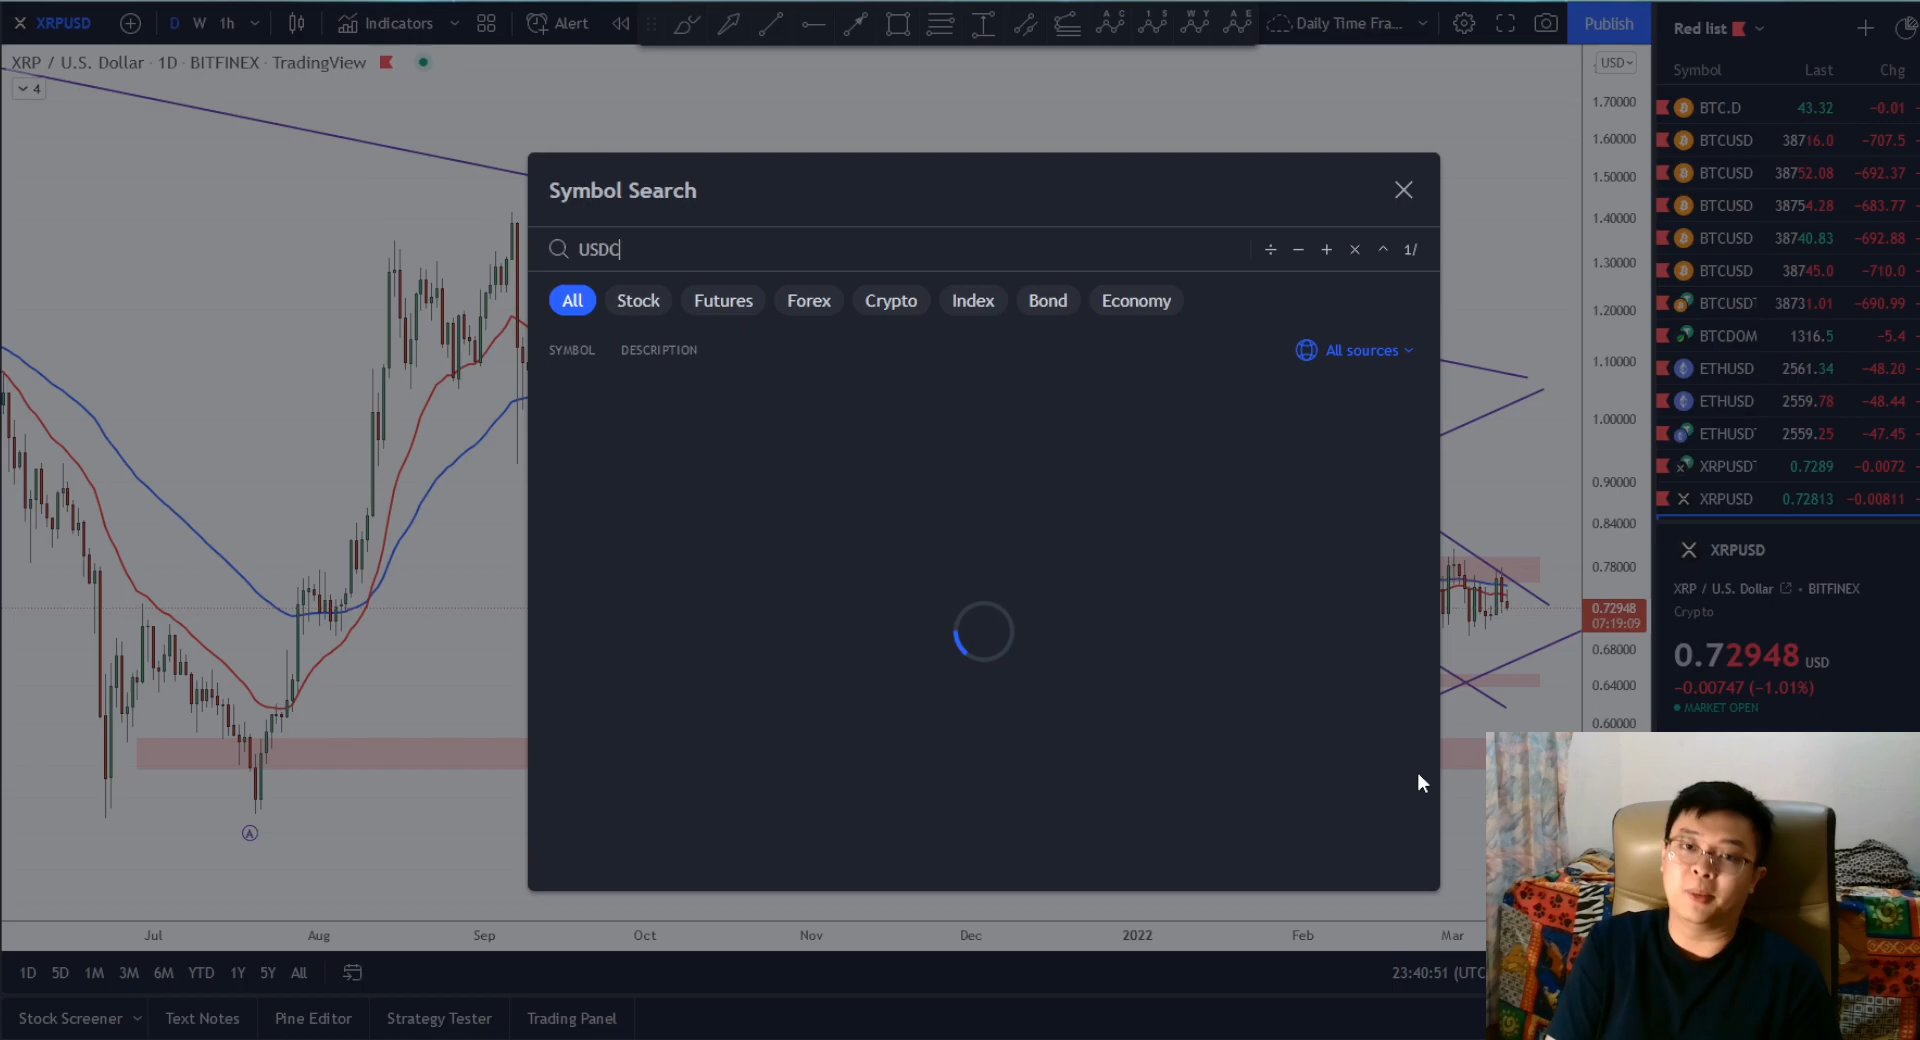 XRPUSD
D W 1h
Indicators
Alert
A C
1 5
W Y
A E
Daily Time Fra...
Publish
Red list
XRP / U.S. Dollar · 1D · BITFINEX · TradingView
4
USD
Symbol Last Chg
1.70000
1.60000
1.50000
1.40000
1.30000
1.20000
1.10000
1.00000
0.90000
0.84000
0.78000
0.72948
07:19:09
0.68000
0.64000
0.60000
Symbol Search
USDC
÷ − + × ^ 1/
All Stock Futures Forex Crypto Index Bond Economy
SYMBOL DESCRIPTION
All sources
BTC.D 43.32 −0.01
BTCUSD 38716.0 −707.5
BTCUSD 38752.08 −692.37
BTCUSD 38754.28 −683.77
BTCUSD 38740.83 −692.88
BTCUSD 38745.0 −710.0
BTCUSDT 38731.01 −690.99
BTCDOM 1316.5 −5.4
ETHUSD 2561.34 −48.20
ETHUSD 2559.78 −48.44
ETHUSDT 2559.25 −47.45
XRPUSDT 0.7289 −0.0072
XRPUSD 0.72813 −0.00811
XRPUSD
XRP / U.S. Dollar • BITFINEX
Crypto
0.72948 USD
−0.00747 (−1.01%)
MARKET OPEN
A
Jul Aug Sep Oct Nov Dec 2022 Feb Mar
1D 5D 1M 3M 6M YTD 1Y 5Y All
23:40:51 (UTC
Stock Screener Text Notes Pine Editor Strategy Tester Trading Panel